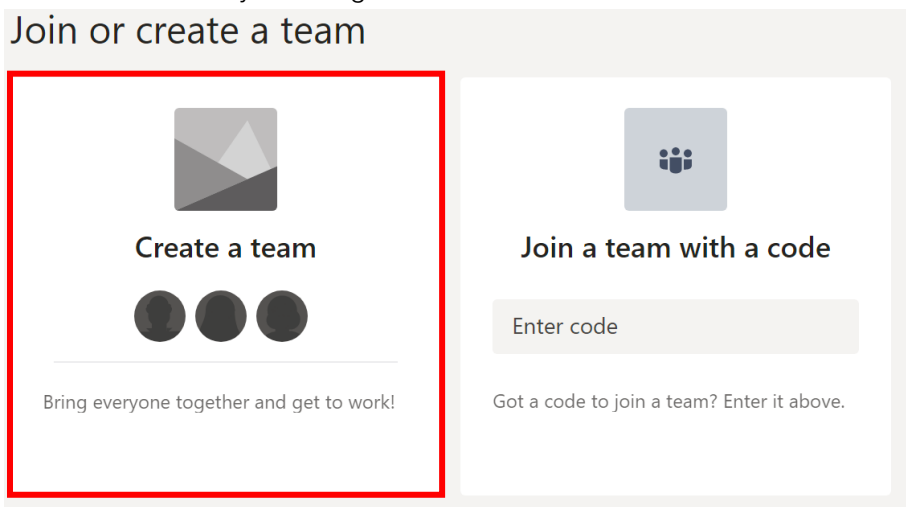 Join or create a team
Create a team
Bring everyone together and get to work!
Join a team with a code
Enter code
Got a code to join a team? Enter it above.